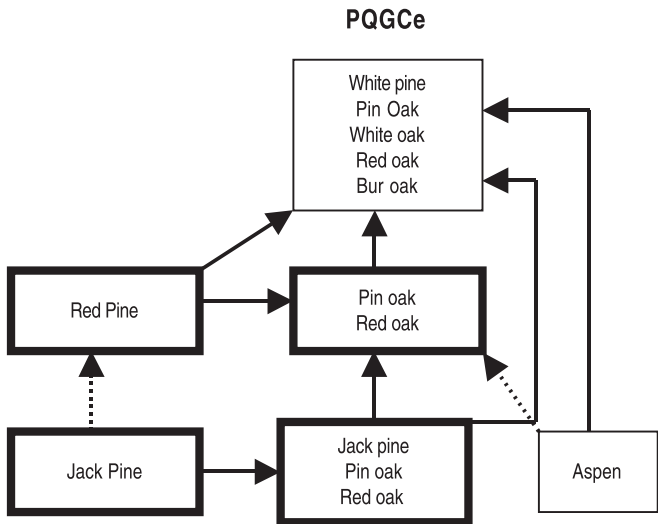 PQGCe
White pine
Pin Oak
White oak
Red oak
Bur oak
Red Pine
Pin oak
Red oak
Jack Pine
Jack pine
Pin oak
Red oak
Aspen